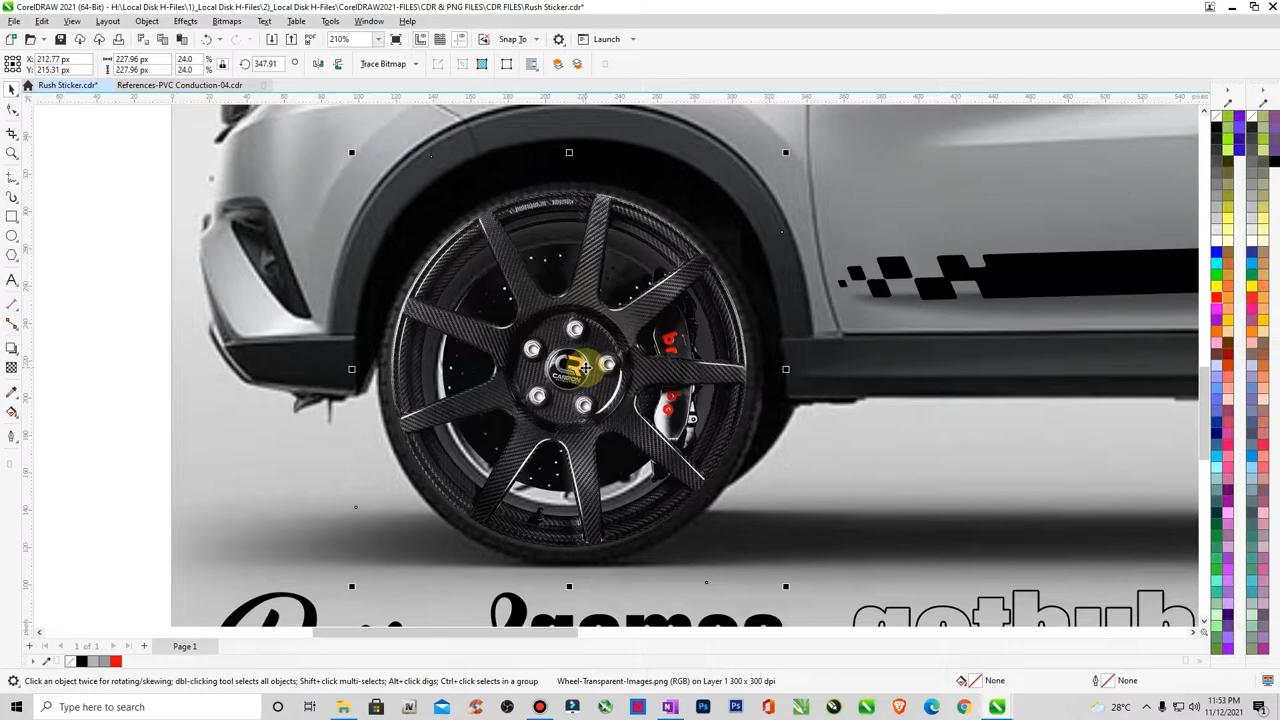 CorelDRAW 2021 (64-Bit) - H:\Local Disk H-Files\1)_Local Disk H-Files\2)_Local Disk H-Files\CorelDRAW2021-FILES\CDR & PNG FILES\CDR FILES\Rush Sticker.cdr*
File Edit View Layout Object Effects Bitmaps Text Table Tools Window Help
PDF 210% Snap To Launch
X: 212.77 px 227.96 px 24.0 %
Y: 215.31 px 227.96 px 24.0 %
347.91 Trace Bitmap
Rush Sticker.cdr* References-PVC Conduction-04.cdr
pixels
CR
CARBON
1 of 1 Page 1
Click an object twice for rotating/skewing; dbl-clicking tool selects all objects; Shift+click multi-selects; Alt+click digs; Ctrl+click selects in a group
Wheel-Transparent-Images.png (RGB) on Layer 1 300 x 300 dpi
None None
Type here to search
28°C
11:53 PM
11/12/2021